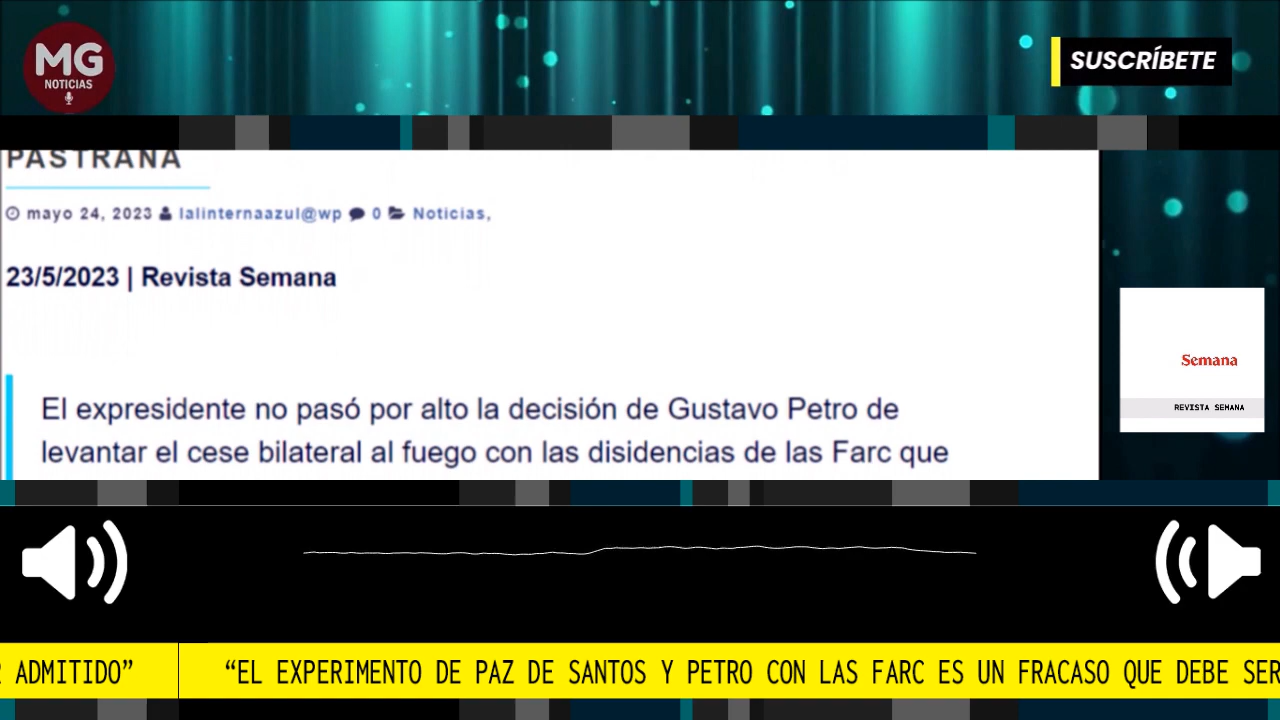 MG
NOTICIAS
SUSCRÍBETE
PASTRANA
mayo 24, 2023 lalinternaazul@wp 0 Noticias,
23/5/2023 | Revista Semana
El expresidente no pasó por alto la decisión de Gustavo Petro de
levantar el cese bilateral al fuego con las disidencias de las Farc que
Semana
REVISTA SEMANA
ADMITIDO” “EL EXPERIMENTO DE PAZ DE SANTOS Y PETRO CON LAS FARC ES UN FRACASO QUE DEBE SER